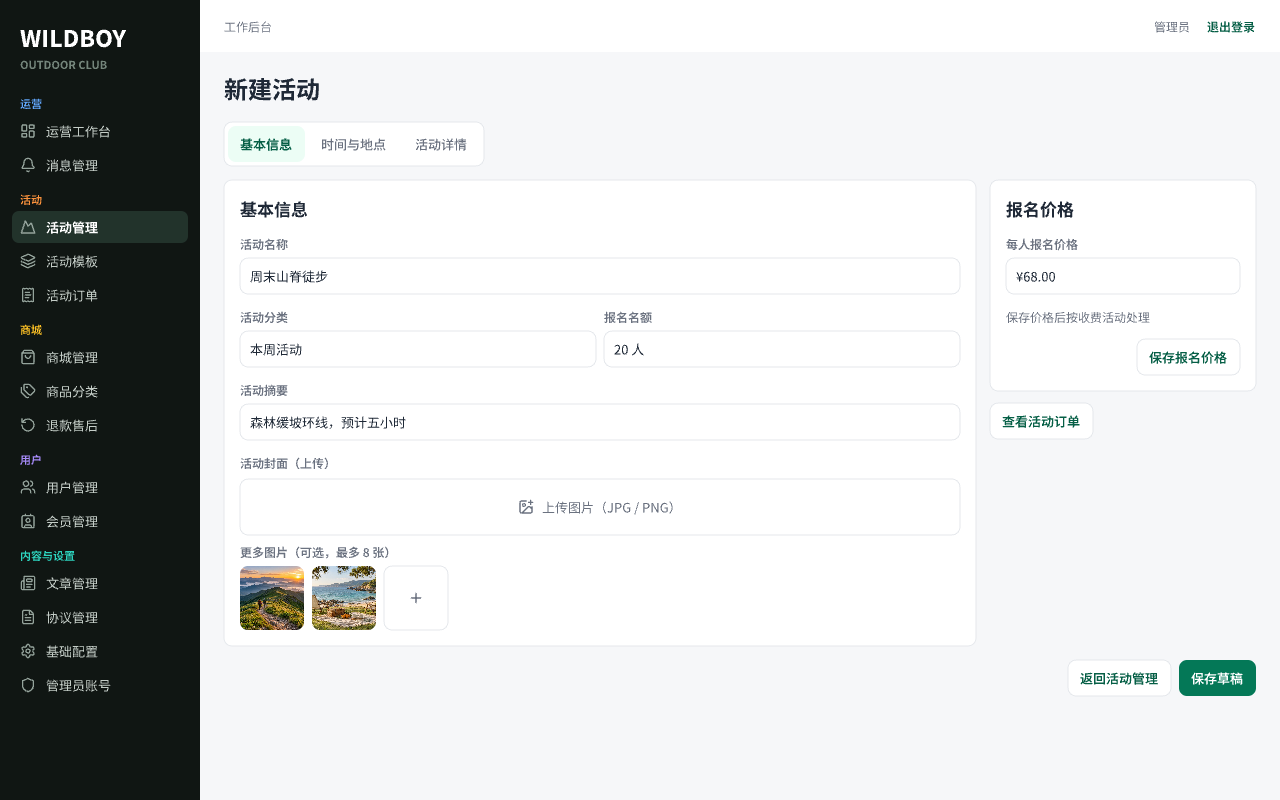 WILDBOY
OUTDOOR CLUB
运营
运营工作台
消息管理
活动
活动管理
活动模板
活动订单
商城
商城管理
商品分类
退款售后
用户
用户管理
会员管理
内容与设置
文章管理
协议管理
基础配置
管理员账号
工作后台
管理员 退出登录
新建活动
基本信息 时间与地点 活动详情
基本信息
活动名称
周末山脊徒步
活动分类 报名名额
本周活动 20 人
活动摘要
森林缓坡环线，预计五小时
活动封面（上传）
上传图片（JPG / PNG）
更多图片（可选，最多 8 张）
报名价格
每人报名价格
¥68.00
保存价格后按收费活动处理
保存报名价格
查看活动订单
返回活动管理 保存草稿